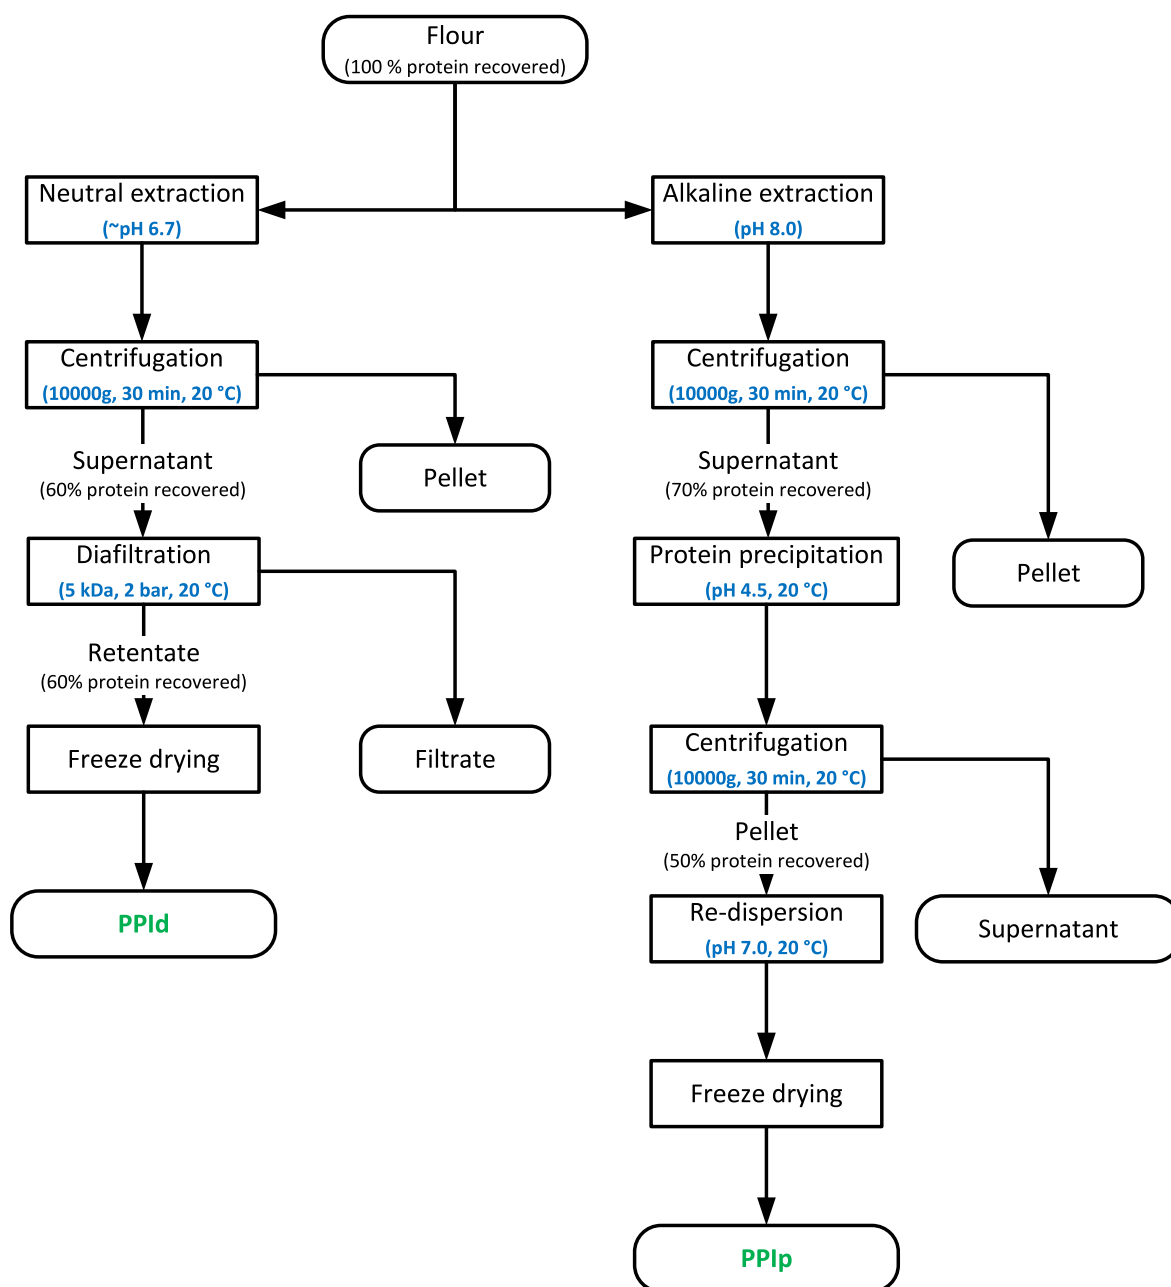 Flour
(100 % protein recovered)
Neutral extraction
(~pH 6.7)
Alkaline extraction
(pH 8.0)
Centrifugation
(10000g, 30 min, 20 °C)
Centrifugation
(10000g, 30 min, 20 °C)
Supernatant
(60% protein recovered)
Pellet
Supernatant
(70% protein recovered)
Diafiltration
(5 kDa, 2 bar, 20 °C)
Protein precipitation
(pH 4.5, 20 °C)
Pellet
Retentate
(60% protein recovered)
Freeze drying
Filtrate
Centrifugation
(10000g, 30 min, 20 °C)
Pellet
(50% protein recovered)
PPId
Re-dispersion
(pH 7.0, 20 °C)
Supernatant
Freeze drying
PPIp